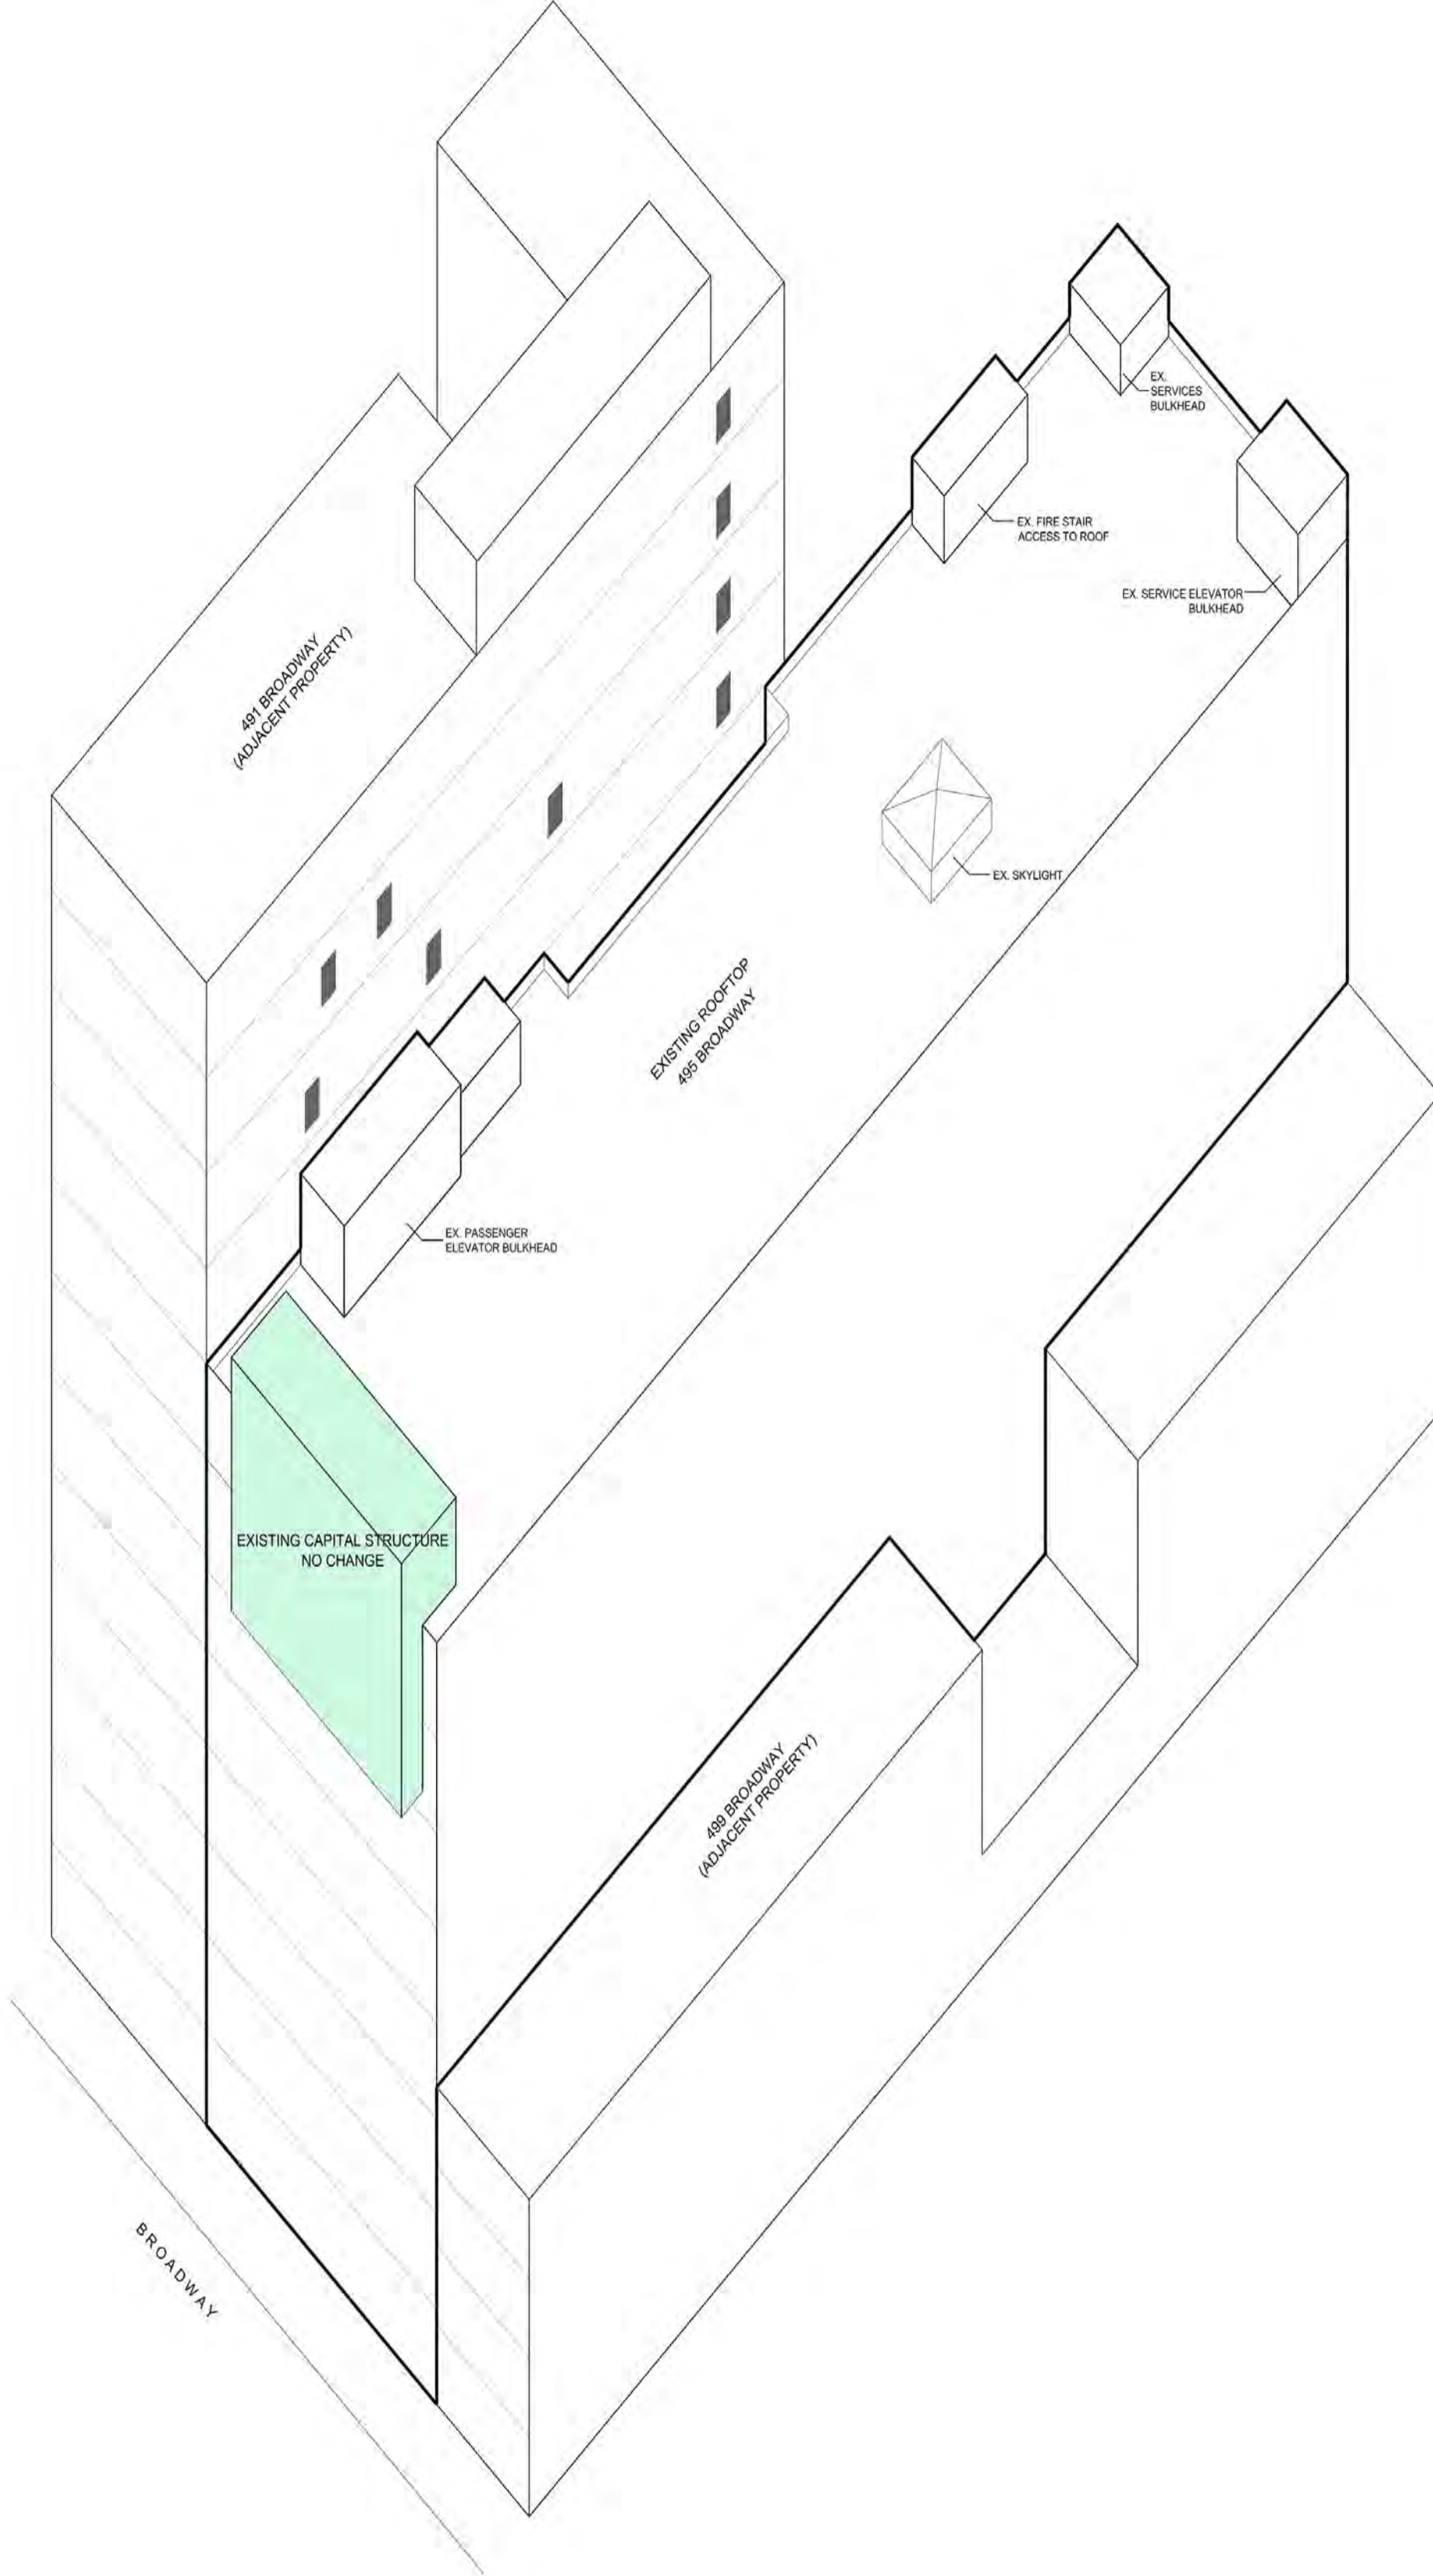 EX.
SERVICES
BULKHEAD
EX. FIRE STAIR
ACCESS TO ROOF
EX. SERVICE ELEVATOR
BULKHEAD
491 BROADWAY
(ADJACENT PROPERTY)
EX. SKYLIGHT
EXISTING ROOFTOP
495 BROADWAY
EX. PASSENGER
ELEVATOR BULKHEAD
EXISTING CAPITAL STRUCTURE
NO CHANGE
499 BROADWAY
(ADJACENT PROPERTY)
BROADWAY